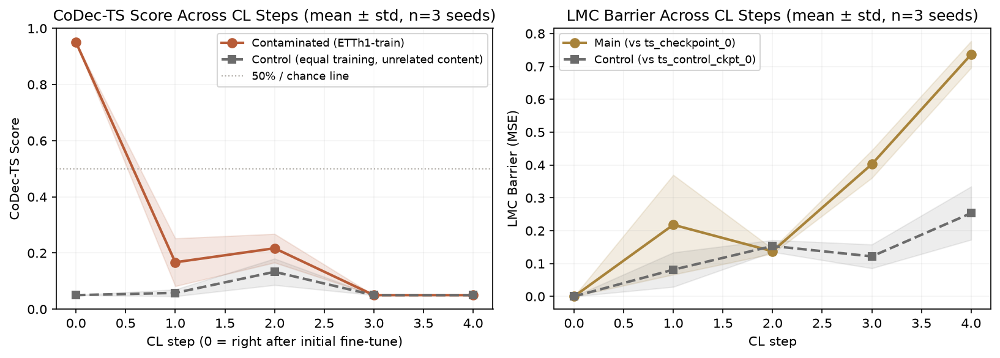 CoDec-TS Score Across CL Steps (mean ± std, n=3 seeds)
Contaminated (ETTh1-train)
Control (equal training, unrelated content)
50% / chance line
CoDec-TS Score
1.0
0.8
0.6
0.4
0.2
0.0
0.0 0.5 1.0 1.5 2.0 2.5 3.0 3.5 4.0
CL step (0 = right after initial fine-tune)
LMC Barrier Across CL Steps (mean ± std, n=3 seeds)
Main (vs ts_checkpoint_0)
Control (vs ts_control_ckpt_0)
LMC Barrier (MSE)
0.8
0.7
0.6
0.5
0.4
0.3
0.2
0.1
0.0
0.0 0.5 1.0 1.5 2.0 2.5 3.0 3.5 4.0
CL step